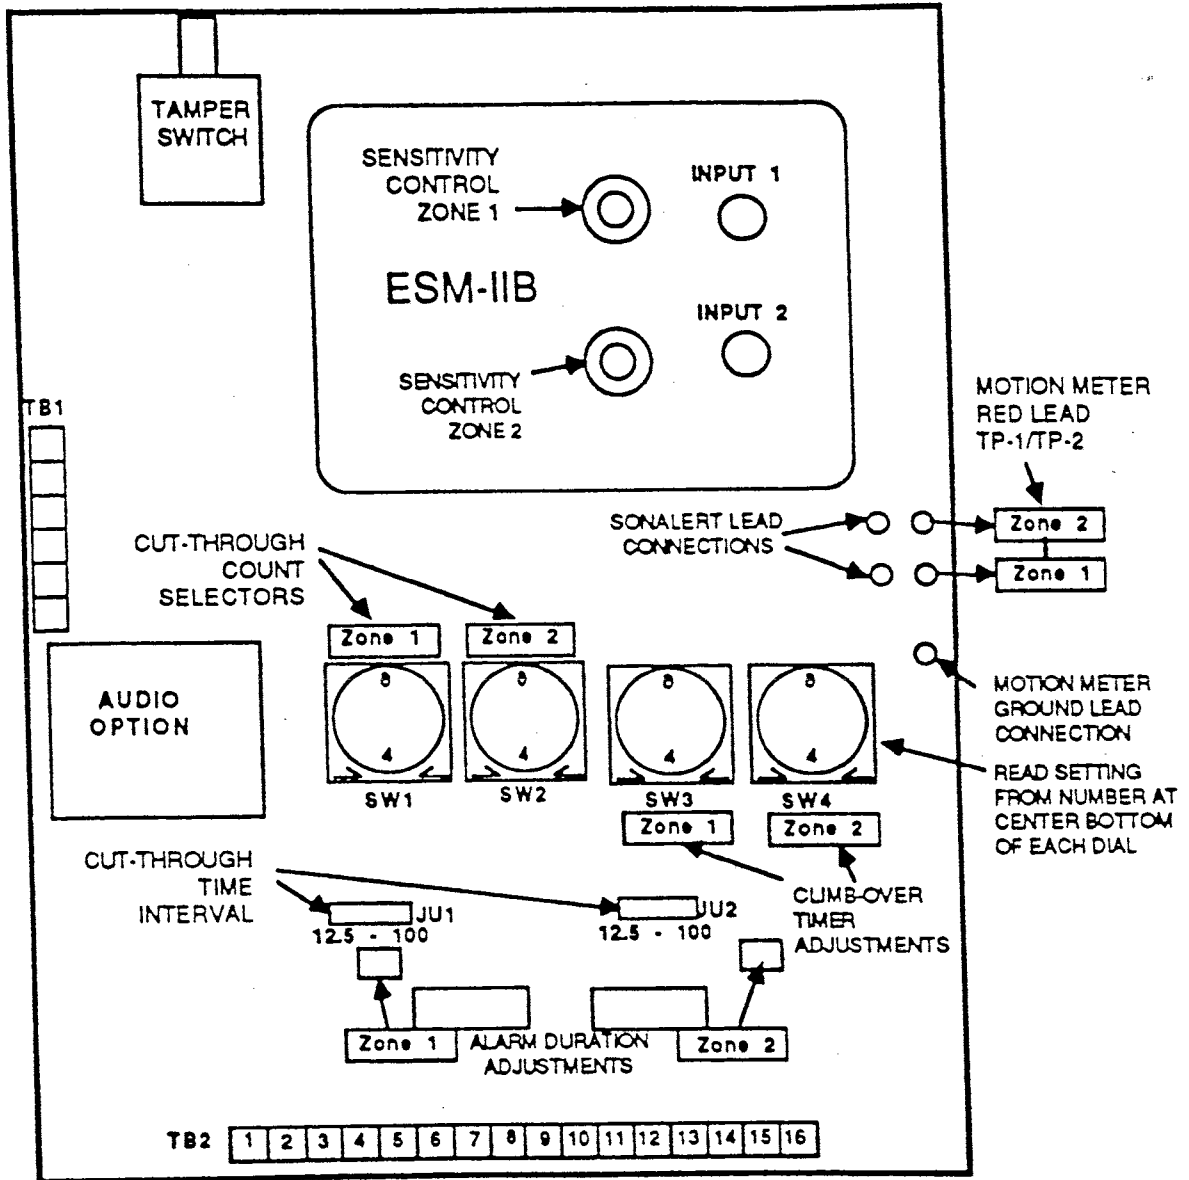 TAMPER
SWITCH
SENSITIVITY
CONTROL
ZONE 1
INPUT 1
ESM-IIB
INPUT 2
SENSITIVITY
CONTROL
ZONE 2
TB1
MOTION METER
RED LEAD
TP-1/TP-2
SONALERT LEAD
CONNECTIONS
Zone 2
Zone 1
CUT-THROUGH
COUNT
SELECTORS
Zone 1
Zone 2
AUDIO
OPTION
8
8
8
8
4
4
4
4
SW1
SW2
SW3
SW4
Zone 1
Zone 2
MOTION METER
GROUND LEAD
CONNECTION
READ SETTING
FROM NUMBER AT
CENTER BOTTOM
OF EACH DIAL
CUT-THROUGH
TIME
INTERVAL
JU1
12.5 - 100
JU2
12.5 - 100
CLIMB-OVER
TIMER
ADJUSTMENTS
Zone 1
ALARM DURATION
ADJUSTMENTS
Zone 2
TB2 1 2 3 4 5 6 7 8 9 10 11 12 13 14 15 16